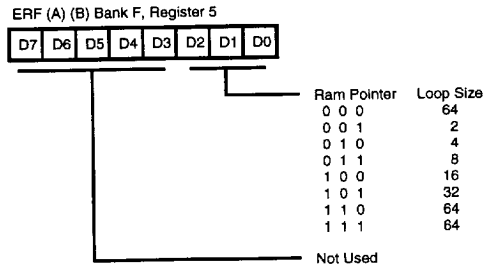 ERF (A) (B) Bank F, Register 5
D7 D6 D5 D4 D3 D2 D1 D0
Ram Pointer Loop Size
0 0 0 64
0 0 1 2
0 1 0 4
0 1 1 8
1 0 0 16
1 0 1 32
1 1 0 64
1 1 1 64
Not Used